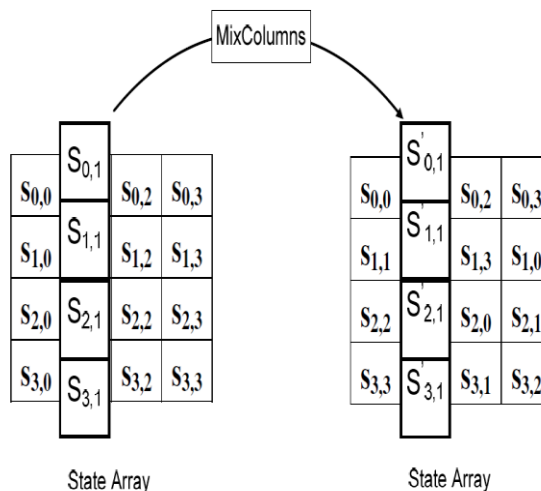 MixColumns
S0,1 S'0,1
S0,0 S0,2 S0,3 S0,0 S0,2 S0,3
S1,1 S'1,1
S1,0 S1,2 S1,3 S1,1 S1,3 S1,0
S2,0 S2,1 S2,2 S2,3 S2,2 S'2,1 S2,0 S2,1
S3,0 S3,2 S3,3 S3,3 S3,1 S3,2
S3,1 S'3,1
State Array State Array